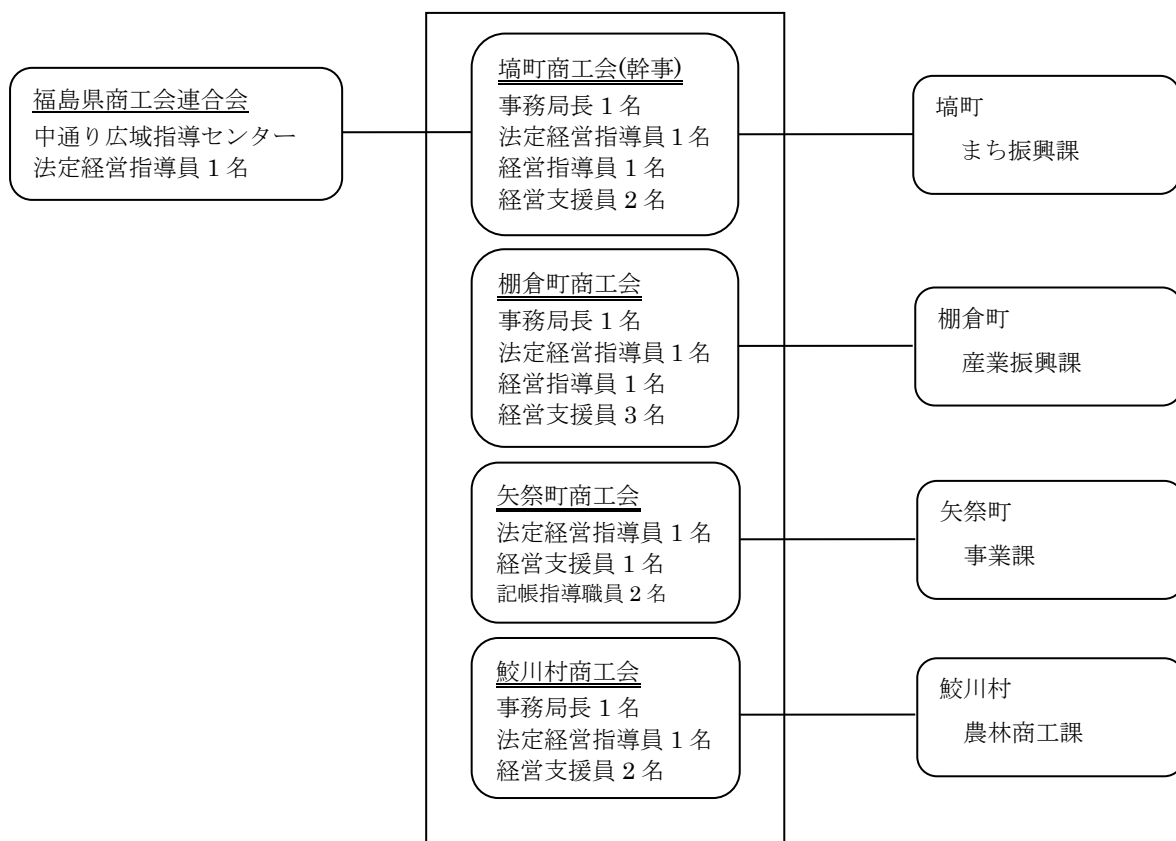 福島県商工会連合会
中通り広域指導センター
法定経営指導員 1 名
塙町商工会(幹事)
事務局長 1 名
法定経営指導員 1 名
経営指導員 1 名
経営支援員 2 名
塙町
まち振興課
棚倉町商工会
事務局長 1 名
法定経営指導員 1 名
経営指導員 1 名
経営支援員 3 名
棚倉町
産業振興課
矢祭町商工会
法定経営指導員 1 名
経営支援員 1 名
記帳指導職員 2 名
矢祭町
事業課
鮫川村商工会
事務局長 1 名
法定経営指導員 1 名
経営支援員 2 名
鮫川村
農林商工課